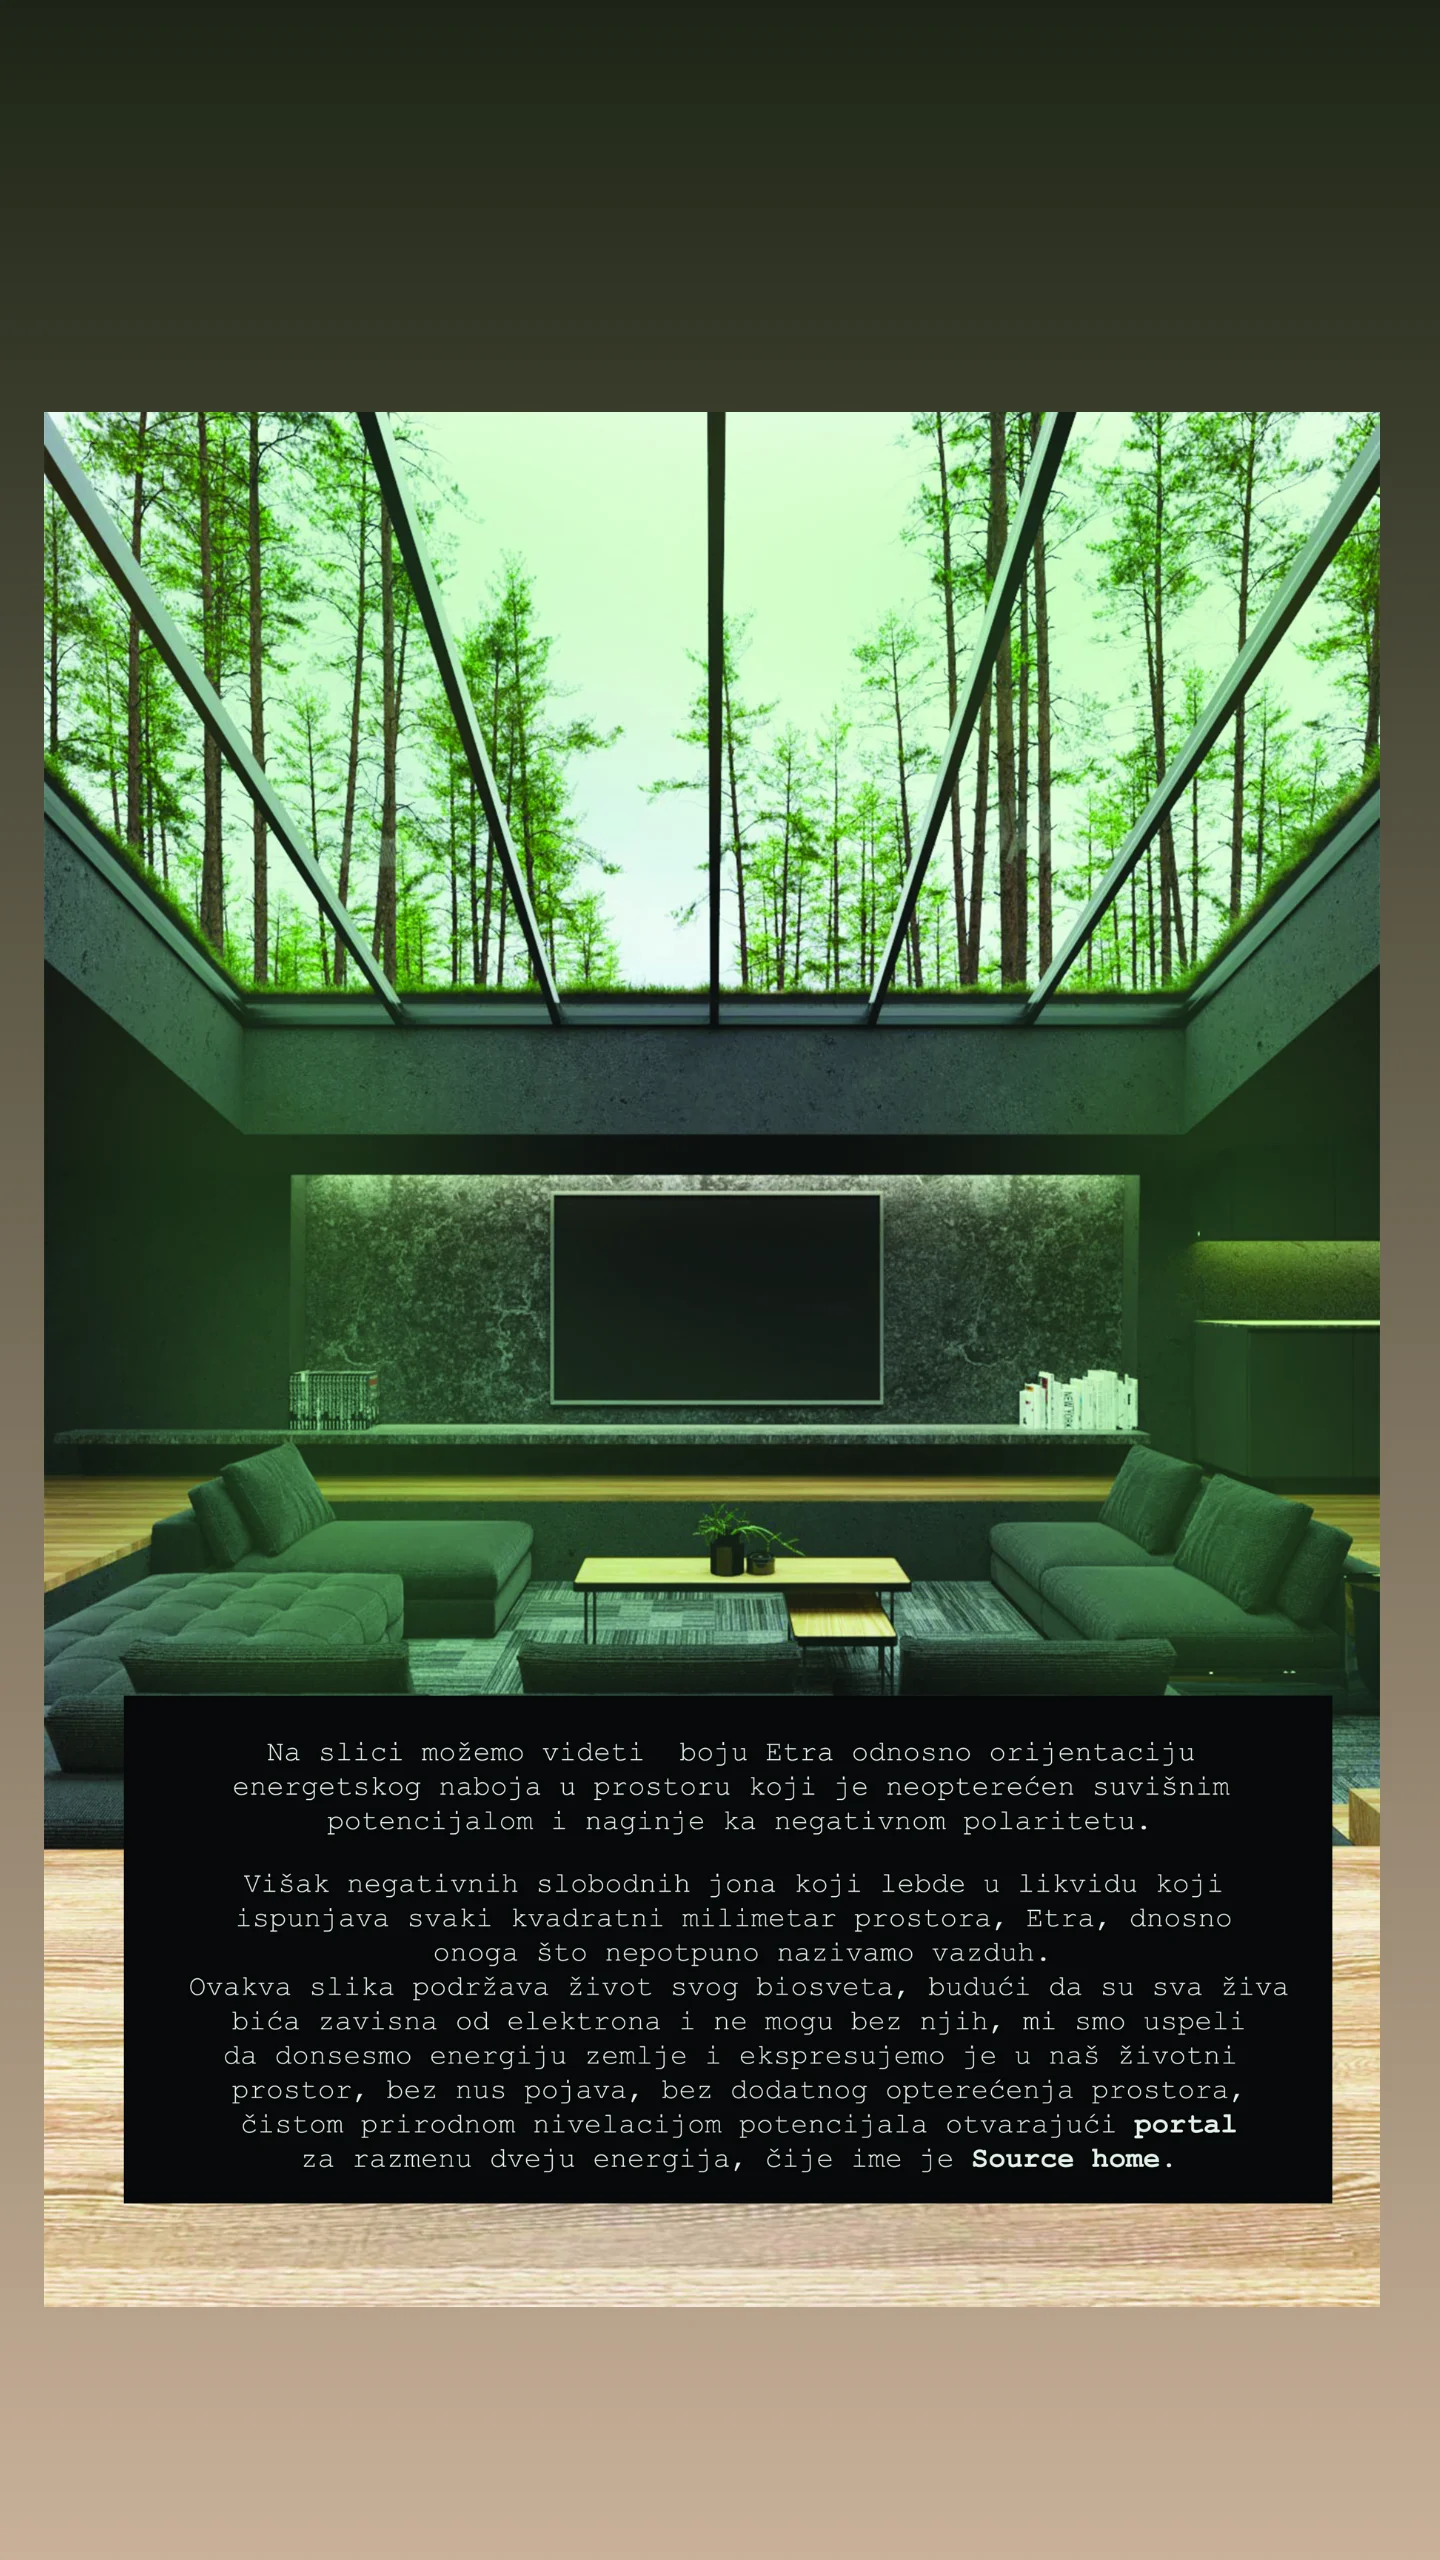 NEW YORK
Na slici možemo videti  boju Etra odnosno orijentaciju
energetskog naboja u prostoru koji je neopterećen suvišnim
potencijalom i naginje ka negativnom polaritetu.
Višak negativnih slobodnih jona koji lebde u likvidu koji
ispunjava svaki kvadratni milimetar prostora, Etra, dnosno
onoga što nepotpuno nazivamo vazduh.
Ovakva slika podržava život svog biosveta, budući da su sva živa
bića zavisna od elektrona i ne mogu bez njih, mi smo uspeli
da donsesmo energiju zemlje i ekspresujemo je u naš životni
prostor, bez nus pojava, bez dodatnog opterećenja prostora,
čistom prirodnom nivelacijom potencijala otvarajući portal
za razmenu dveju energija, čije ime je Source home.